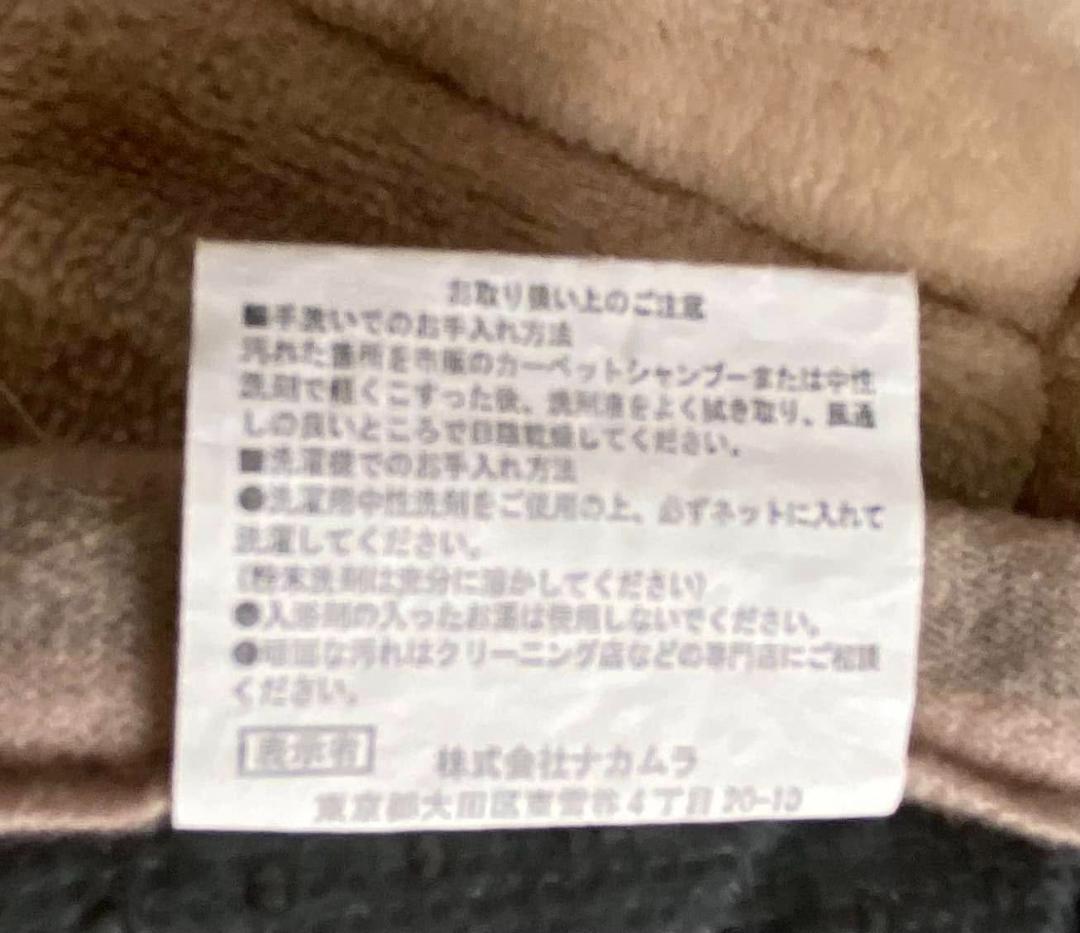 お取り扱い上のご注意
■手洗いでのお手入れ方法
汚れた箇所を市販のカーペットシャンプーまたは中性
洗剤で軽くこすった後、洗剤液をよく拭き取り、風通
しの良いところで日陰乾燥してください。
■洗濯機でのお手入れ方法
●洗濯用中性洗剤をご使用の上、必ずネットに入れて
洗濯してください。
(粉末洗剤は充分に溶かしてください)
●入浴剤の入ったお湯は使用しないでください。
●頑固な汚れはクリーニング店などの専門店にご相談
ください。
表示者
株式会社ナカムラ
東京都大田区南雪谷4丁目20-10